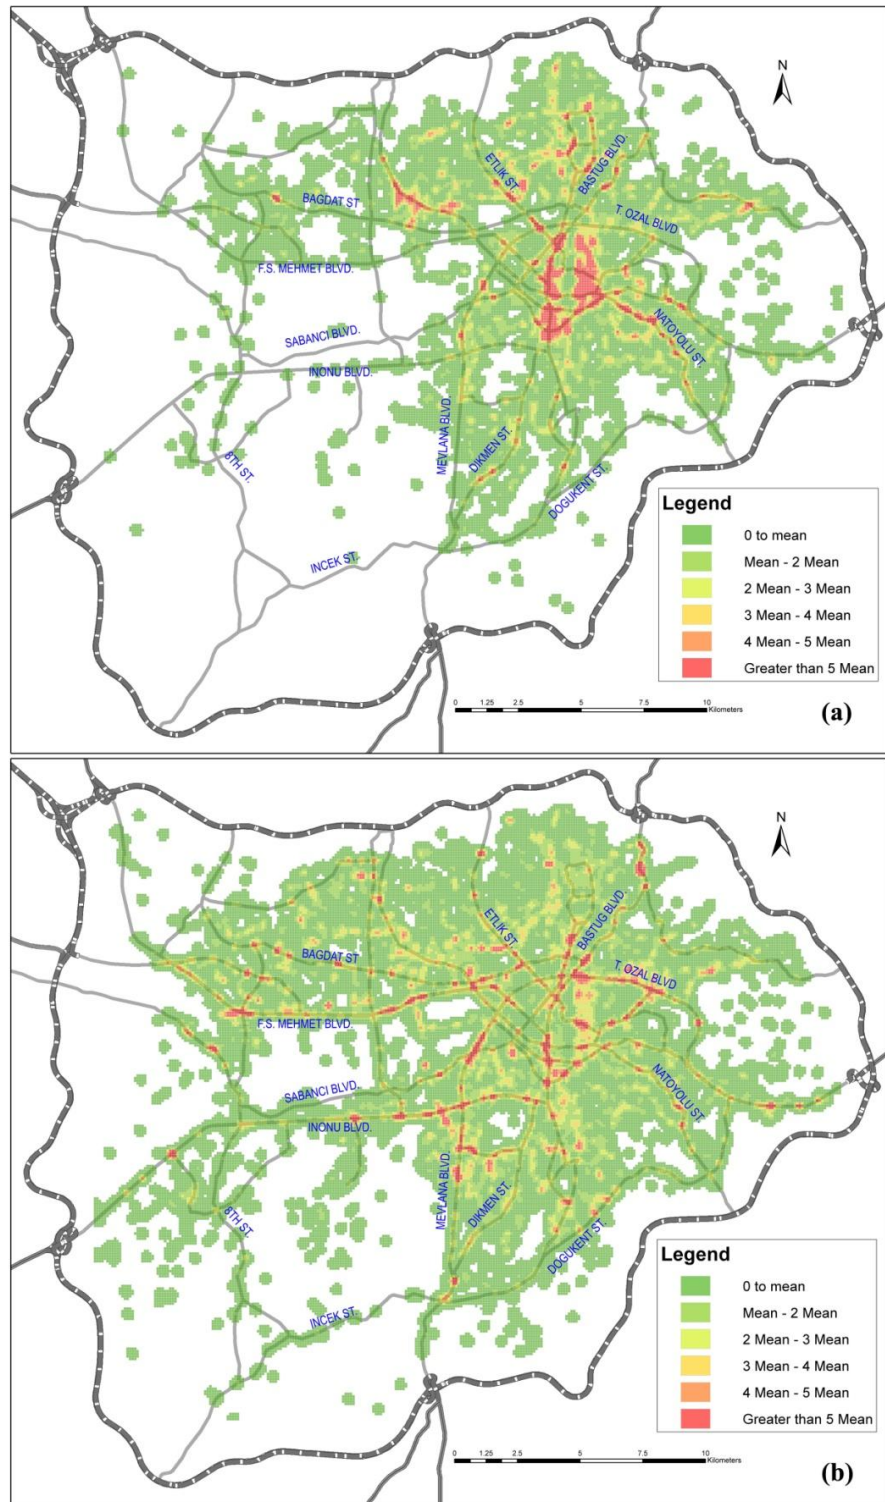 N
ETLIK ST.
BASTUG BLVD.
BAGDAT ST
T. OZAL BLVD
F.S. MEHMET BLVD.
SABANCI BLVD.
NATOYOLU ST.
INONU BLVD.
MEVLANA BLVD.
DIKMEN ST.
8TH ST.
DOGUKENT ST.
INCEK ST.
Legend
0 to mean
Mean - 2 Mean
2 Mean - 3 Mean
3 Mean - 4 Mean
4 Mean - 5 Mean
Greater than 5 Mean
0 1.25 2.5 5 7.5 10
Kilometers
(a)
N
ETLIK ST.
BASTUG BLVD.
BAGDAT ST
T. OZAL BLVD
F.S. MEHMET BLVD.
SABANCI BLVD.
NATOYOLU ST.
INONU BLVD.
MEVLANA BLVD.
DIKMEN ST.
8TH ST.
DOGUKENT ST.
INCEK ST.
Legend
0 to mean
Mean - 2 Mean
2 Mean - 3 Mean
3 Mean - 4 Mean
4 Mean - 5 Mean
Greater than 5 Mean
0 1.25 2.5 5 7.5 10
Kilometers
(b)